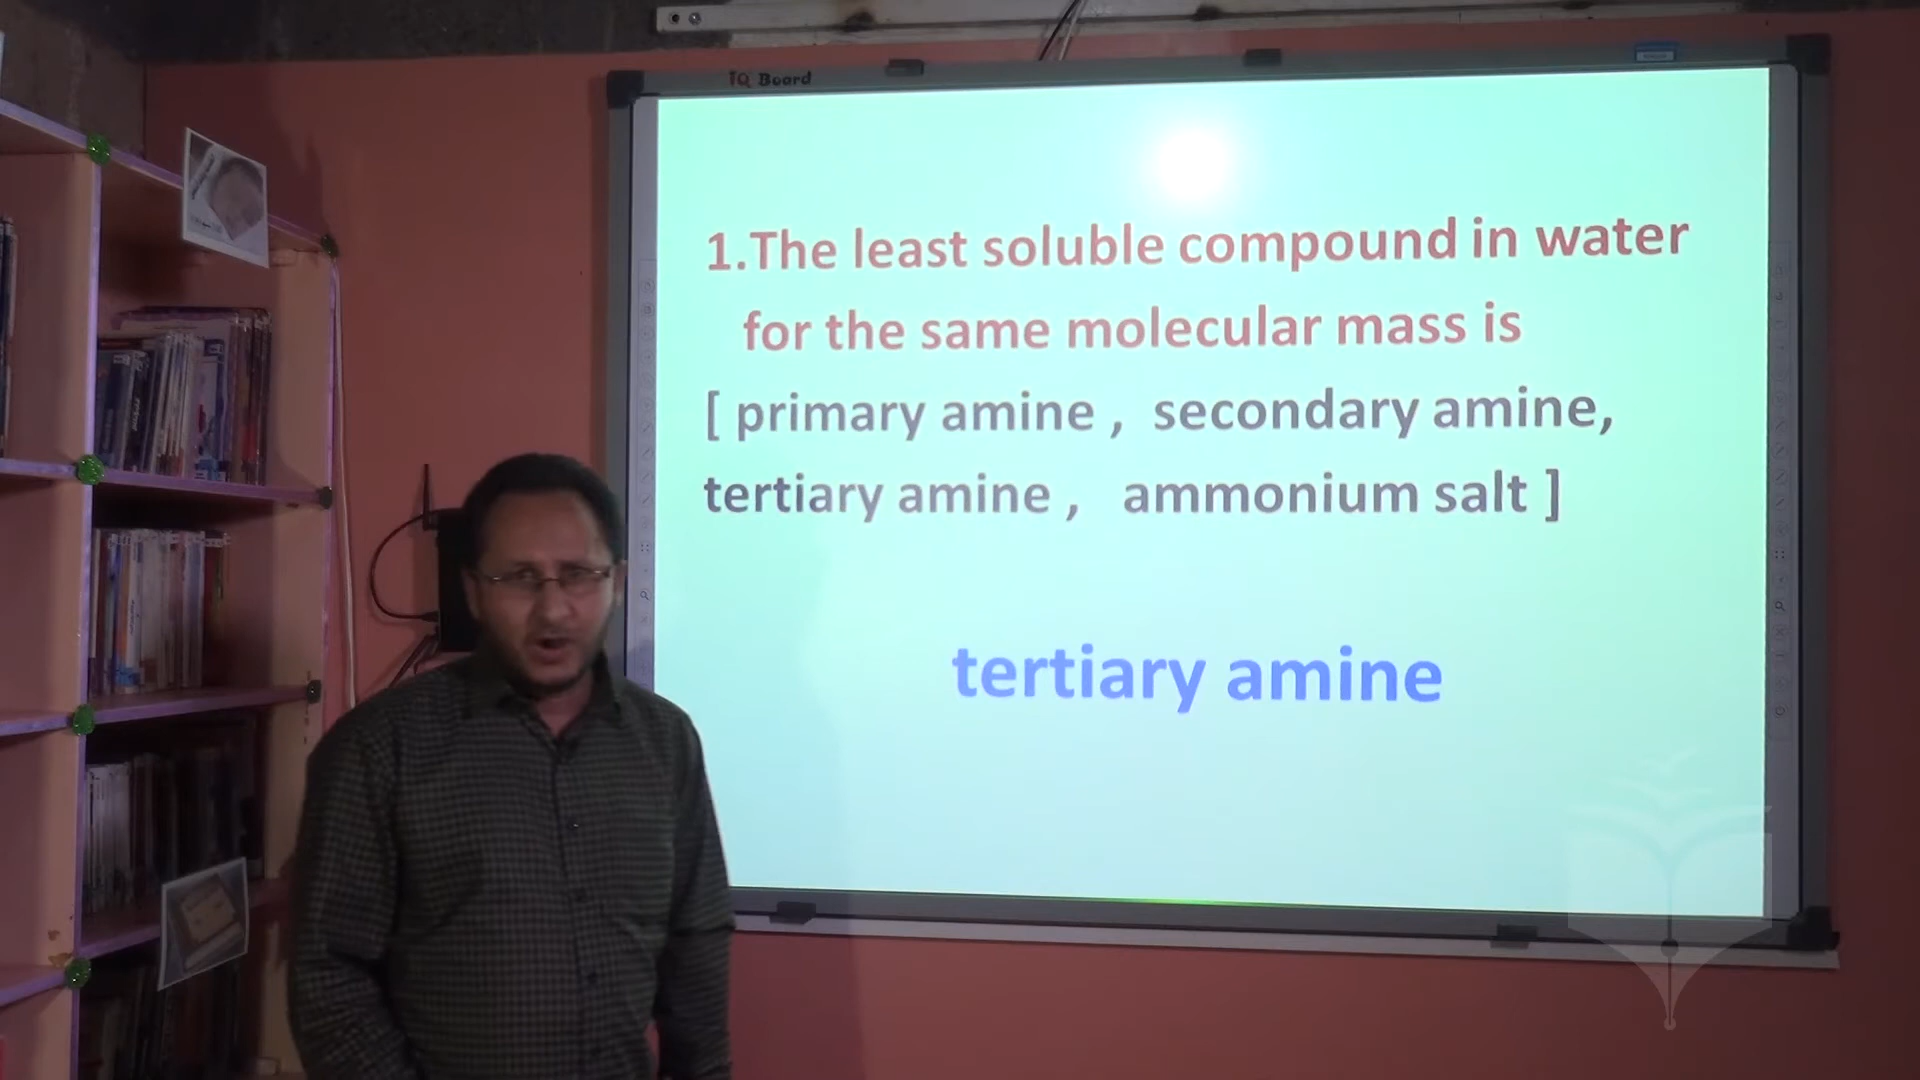 IQ Board
1.The least soluble compound in water
for the same molecular mass is
[ primary amine , secondary amine,
tertiary amine , ammonium salt ]
tertiary amine